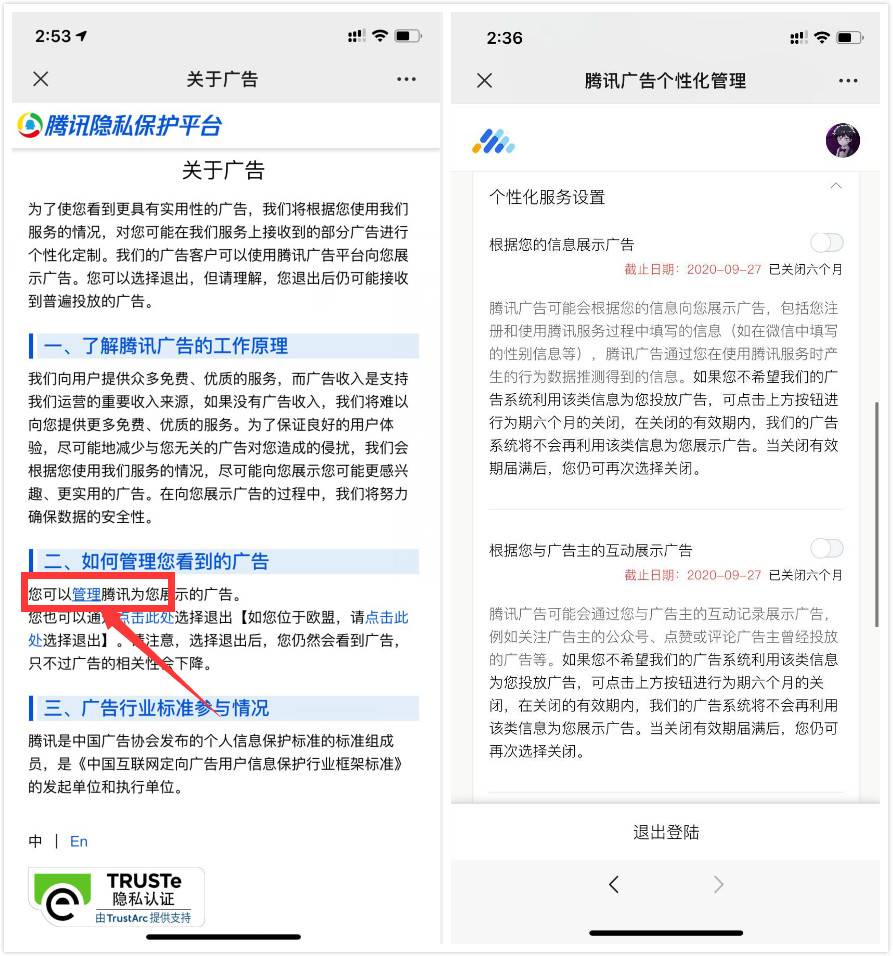 2:53
关于广告
腾讯隐私保护平台
关于广告
为了使您看到更具有实用性的广告，我们将根据您使用我们
服务的情况，对您可能在我们服务上接收到的部分广告进行
个性化定制。我们的广告客户可以使用腾讯广告平台向您展
示广告。您可以选择退出，但请理解，您退出后仍可能接收
到普遍投放的广告。
一、了解腾讯广告的工作原理
我们向用户提供众多免费、优质的服务，而广告收入是支持
我们运营的重要收入来源，如果没有广告收入，我们将难以
向您提供更多免费、优质的服务。为了保证良好的用户体
验，尽可能地减少与您无关的广告对您造成的侵扰，我们会
根据您使用我们服务的情况，尽可能向您展示您可能更感兴
趣、更实用的广告。在向您展示广告的过程中，我们将努力
确保数据的安全性。
二、如何管理您看到的广告
您可以管理腾讯为您展示的广告。
您也可以通过点击此处选择退出【如您位于欧盟，请点击此
处选择退出】。请注意，选择退出后，您仍然会看到广告，
只不过广告的相关性会下降。
三、广告行业标准参与情况
腾讯是中国广告协会发布的个人信息保护标准的标准组成
员，是《中国互联网定向广告用户信息保护行业框架标准》
的发起单位和执行单位。
中 | En
TRUSTe
隐私认证
由TrustArc提供支持
2:36
腾讯广告个性化管理
个性化服务设置
根据您的信息展示广告
截止日期：2020-09-27 已关闭六个月
腾讯广告可能会根据您的信息向您展示广告，包括您注
册和使用腾讯服务过程中填写的信息（如在微信中填写
的性别信息等），腾讯广告通过您在使用腾讯服务时产
生的行为数据推测得到的信息。如果您不希望我们的广
告系统利用该类信息为您投放广告，可点击上方按钮进
行为期六个月的关闭，在关闭的有效期内，我们的广告
系统将不会再利用该类信息为您展示广告。当关闭有效
期届满后，您仍可再次选择关闭。
根据您与广告主的互动展示广告
截止日期：2020-09-27 已关闭六个月
腾讯广告可能会通过您与广告主的互动记录展示广告，
例如关注广告主的公众号、点赞或评论广告主曾经投放
的广告等。如果您不希望我们的广告系统利用该类信息
为您投放广告，可点击上方按钮进行为期六个月的关
闭，在关闭的有效期内，我们的广告系统将不会再利用
该类信息为您展示广告。当关闭有效期届满后，您仍可
再次选择关闭。
退出登陆